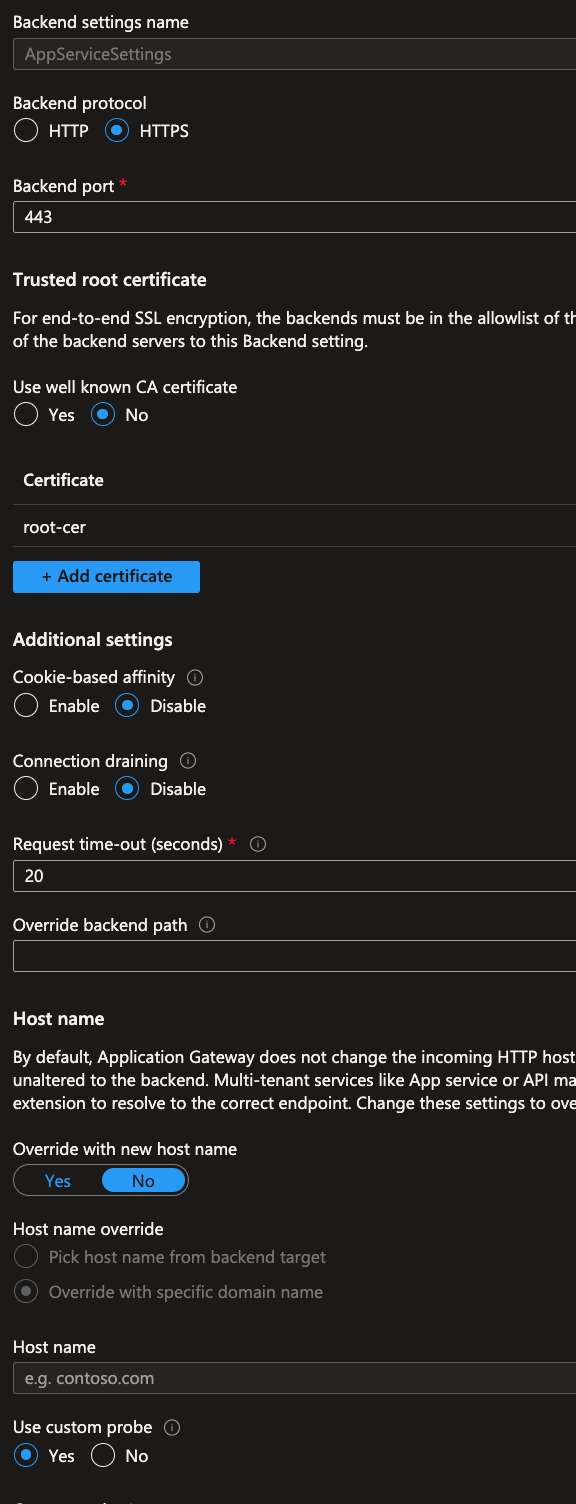 Backend settings name
AppServiceSettings
Backend protocol
HTTP HTTPS
Backend port *
443
Trusted root certificate
For end-to-end SSL encryption, the backends must be in the allowlist of th
of the backend servers to this Backend setting.
Use well known CA certificate
Yes No
Certificate
root-cer
+ Add certificate
Additional settings
Cookie-based affinity
Enable Disable
Connection draining
Enable Disable
Request time-out (seconds) *
20
Override backend path
Host name
By default, Application Gateway does not change the incoming HTTP host
unaltered to the backend. Multi-tenant services like App service or API ma
extension to resolve to the correct endpoint. Change these settings to ove
Override with new host name
Yes No
Host name override
Pick host name from backend target
Override with specific domain name
Host name
e.g. contoso.com
Use custom probe
Yes No